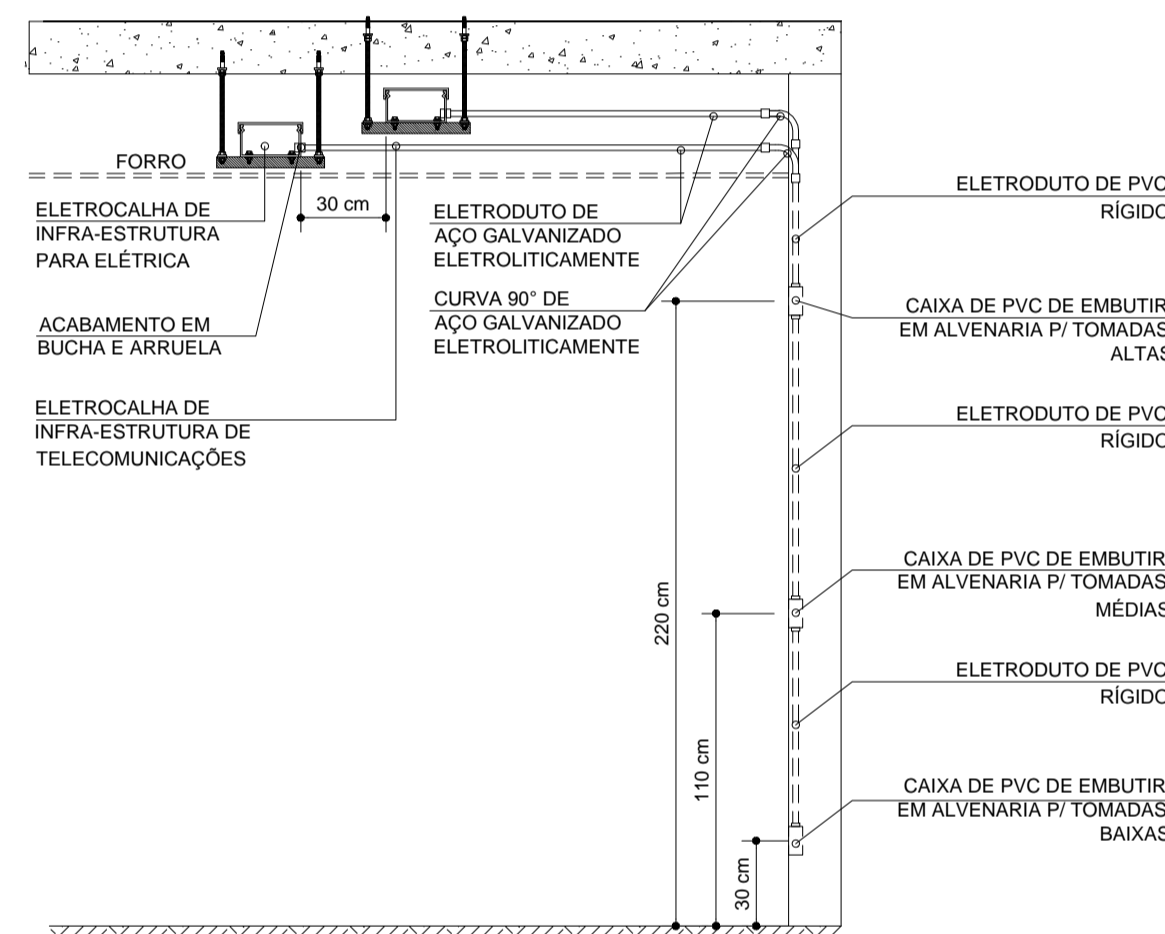 FORRO
30 cm
ELETROCALHA DE
INFRA-ESTRUTURA
PARA ELÉTRICA
ACABAMENTO EM
BUCHA E ARRUELA
ELETROCALHA DE
INFRA-ESTRUTURA DE
TELECOMUNICAÇÕES
ELETRODUTO DE
AÇO GALVANIZADO
ELETROLITICAMENTE
CURVA 90° DE
AÇO GALVANIZADO
ELETROLITICAMENTE
220 cm
110 cm
30 cm
ELETRODUTO DE PVC
RÍGIDO
CAIXA DE PVC DE EMBUTIR
EM ALVENARIA P/ TOMADAS
ALTAS
ELETRODUTO DE PVC
RÍGIDO
CAIXA DE PVC DE EMBUTIR
EM ALVENARIA P/ TOMADAS
MÉDIAS
ELETRODUTO DE PVC
RÍGIDO
CAIXA DE PVC DE EMBUTIR
EM ALVENARIA P/ TOMADAS
BAIXAS